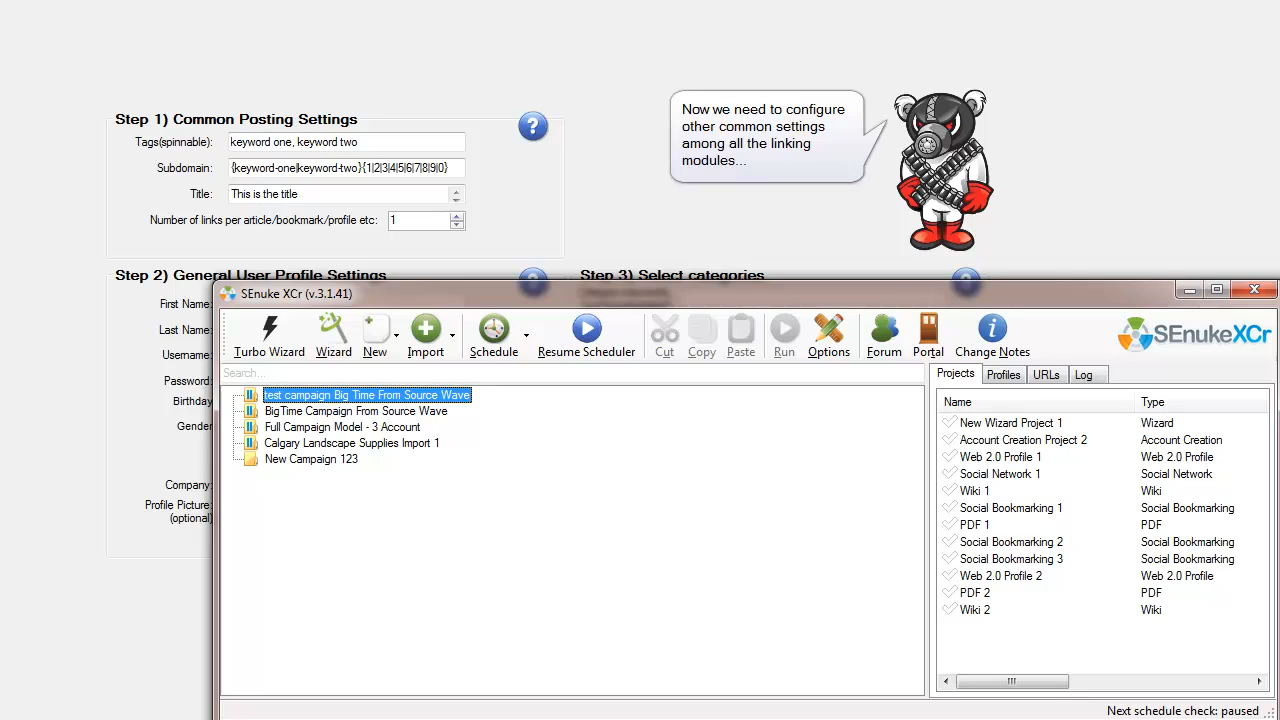 Step 1) Common Posting Settings
Tags(spinnable): keyword one, keyword two
Subdomain: {keyword-one|keyword-two}{1|2|3|4|5|6|7|8|9|0}
Title: This is the title
Number of links per article/bookmark/profile etc: 1
?
Now we need to configure
other common settings
among all the linking
modules...
Step 2) General User Profile Settings
Step 3) Select categories
First Name:
Last Name:
Username:
Password:
Birthday
Gender
Company:
Profile Picture:
(optional)
SEnuke XCr (v.3.1.41)
Turbo Wizard Wizard New Import Schedule Resume Scheduler Cut Copy Paste Run Options Forum Portal Change Notes
SEnukeXCr
Search...
test campaign Big Time From Source Wave
BigTime Campaign From Source Wave
Full Campaign Model - 3 Account
Calgary Landscape Supplies Import 1
New Campaign 123
Projects Profiles URLs Log
Name Type
New Wizard Project 1 Wizard
Account Creation Project 2 Account Creation
Web 2.0 Profile 1 Web 2.0 Profile
Social Network 1 Social Network
Wiki 1 Wiki
Social Bookmarking 1 Social Bookmarking
PDF 1 PDF
Social Bookmarking 2 Social Bookmarking
Social Bookmarking 3 Social Bookmarking
Web 2.0 Profile 2 Web 2.0 Profile
PDF 2 PDF
Wiki 2 Wiki
Next schedule check: paused